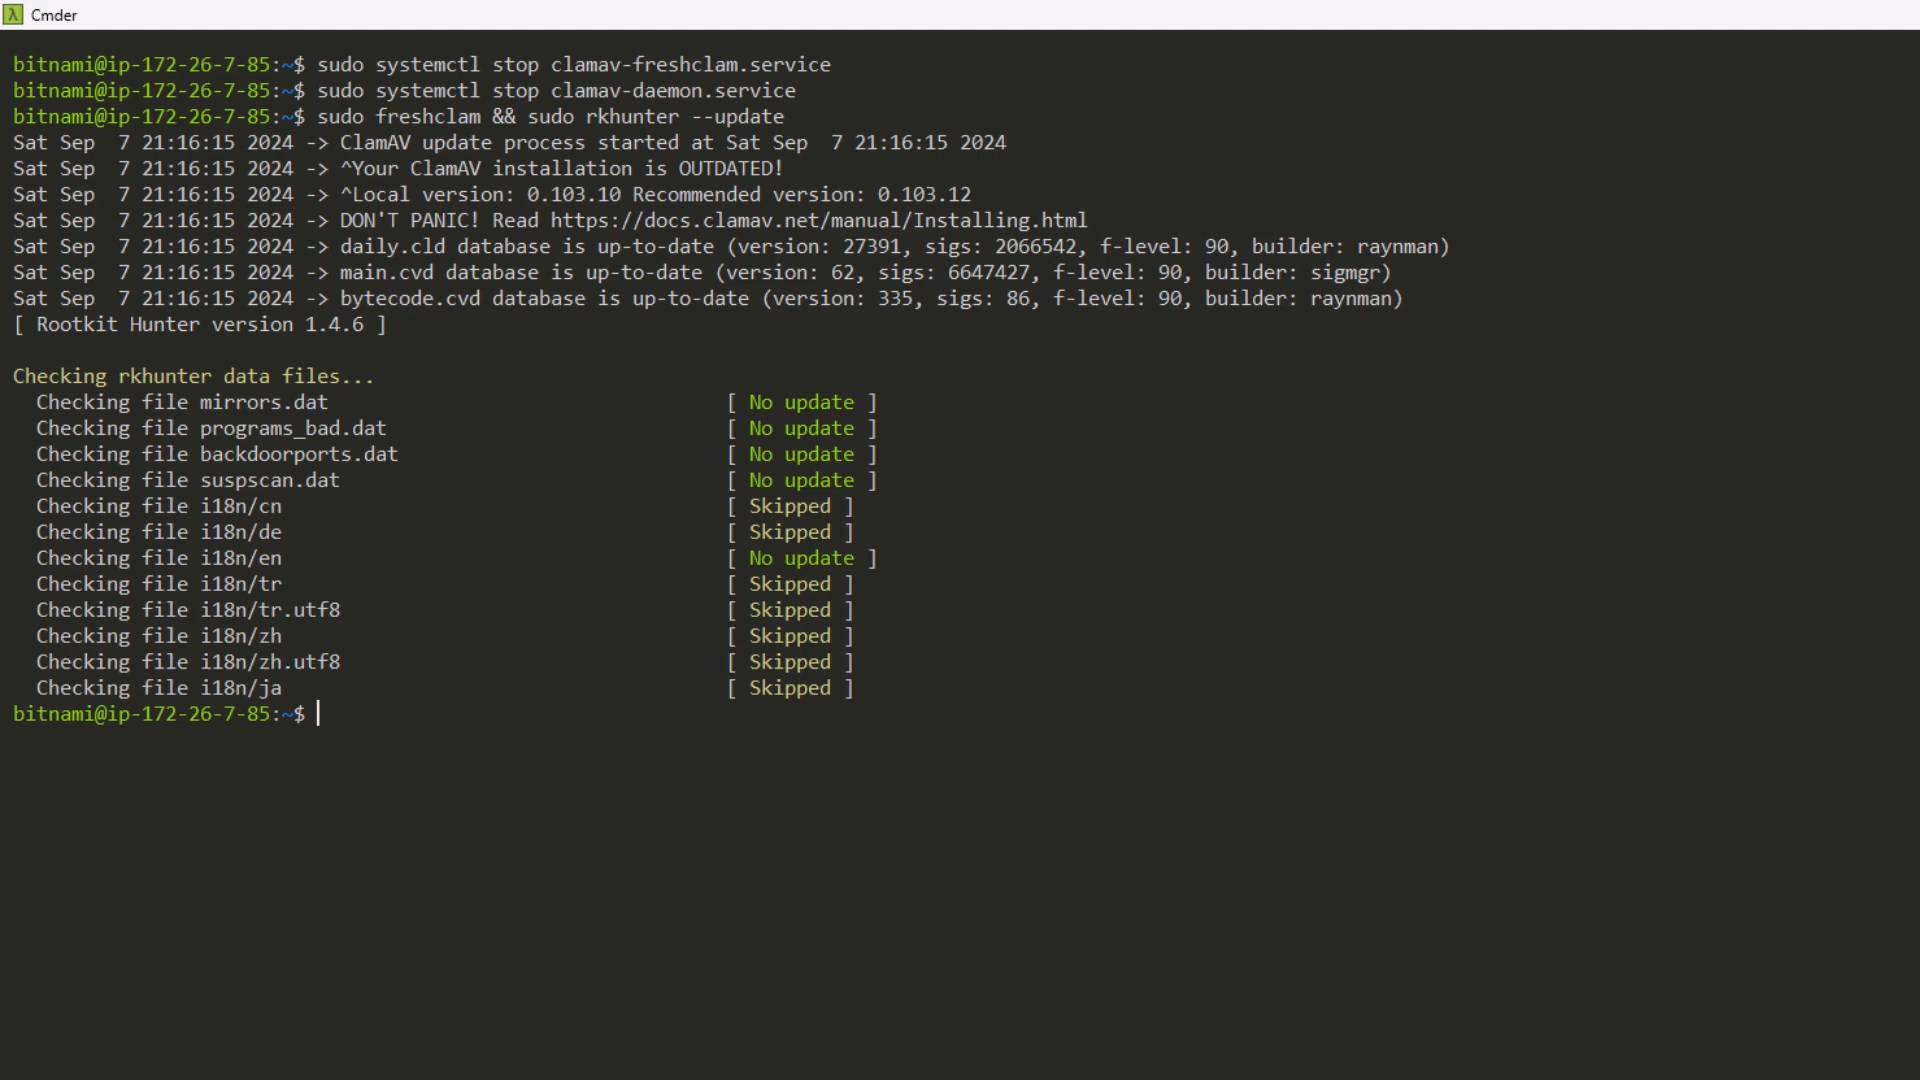 λ Cmder
bitnami@ip-172-26-7-85:~$ sudo systemctl stop clamav-freshclam.service
bitnami@ip-172-26-7-85:~$ sudo systemctl stop clamav-daemon.service
bitnami@ip-172-26-7-85:~$ sudo freshclam && sudo rkhunter --update
Sat Sep  7 21:16:15 2024 -> ClamAV update process started at Sat Sep  7 21:16:15 2024
Sat Sep  7 21:16:15 2024 -> ^Your ClamAV installation is OUTDATED!
Sat Sep  7 21:16:15 2024 -> ^Local version: 0.103.10 Recommended version: 0.103.12
Sat Sep  7 21:16:15 2024 -> DON'T PANIC! Read https://docs.clamav.net/manual/Installing.html
Sat Sep  7 21:16:15 2024 -> daily.cld database is up-to-date (version: 27391, sigs: 2066542, f-level: 90, builder: raynman)
Sat Sep  7 21:16:15 2024 -> main.cvd database is up-to-date (version: 62, sigs: 6647427, f-level: 90, builder: sigmgr)
Sat Sep  7 21:16:15 2024 -> bytecode.cvd database is up-to-date (version: 335, sigs: 86, f-level: 90, builder: raynman)
[ Rootkit Hunter version 1.4.6 ]
Checking rkhunter data files...
  Checking file mirrors.dat                                  [ No update ]
  Checking file programs_bad.dat                             [ No update ]
  Checking file backdoorports.dat                            [ No update ]
  Checking file suspscan.dat                                 [ No update ]
  Checking file i18n/cn                                      [ Skipped ]
  Checking file i18n/de                                      [ Skipped ]
  Checking file i18n/en                                      [ No update ]
  Checking file i18n/tr                                      [ Skipped ]
  Checking file i18n/tr.utf8                                 [ Skipped ]
  Checking file i18n/zh                                      [ Skipped ]
  Checking file i18n/zh.utf8                                 [ Skipped ]
  Checking file i18n/ja                                      [ Skipped ]
bitnami@ip-172-26-7-85:~$